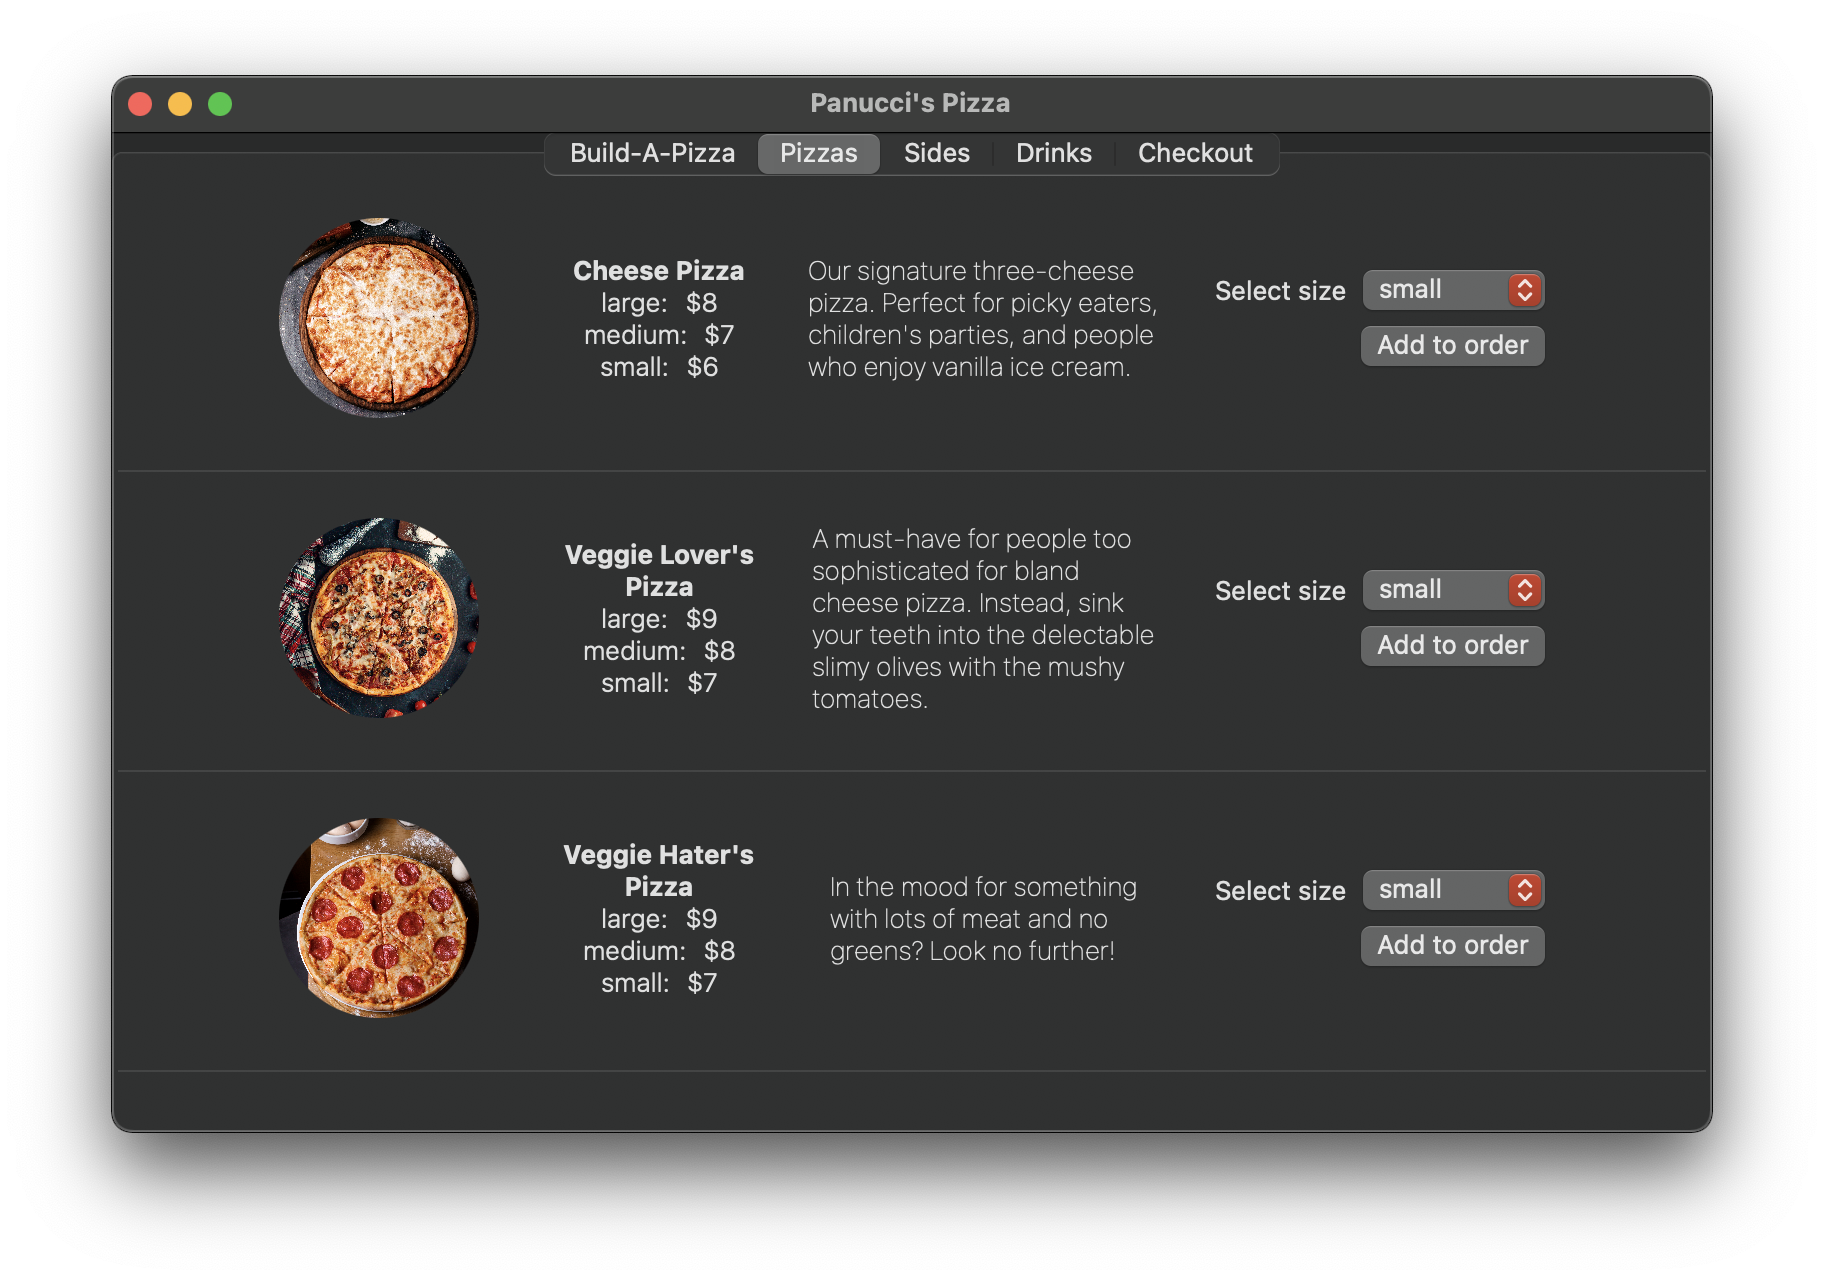 Panucci's Pizza
Build-A-Pizza
Pizzas
Sides
Drinks
Checkout
Cheese Pizza
large: $8
medium: $7
small: $6
Our signature three-cheese
pizza. Perfect for picky eaters,
children's parties, and people
who enjoy vanilla ice cream.
Select size
small
Add to order
Veggie Lover's
Pizza
large: $9
medium: $8
small: $7
A must-have for people too
sophisticated for bland
cheese pizza. Instead, sink
your teeth into the delectable
slimy olives with the mushy
tomatoes.
Select size
small
Add to order
Veggie Hater's
Pizza
large: $9
medium: $8
small: $7
In the mood for something
with lots of meat and no
greens? Look no further!
Select size
small
Add to order